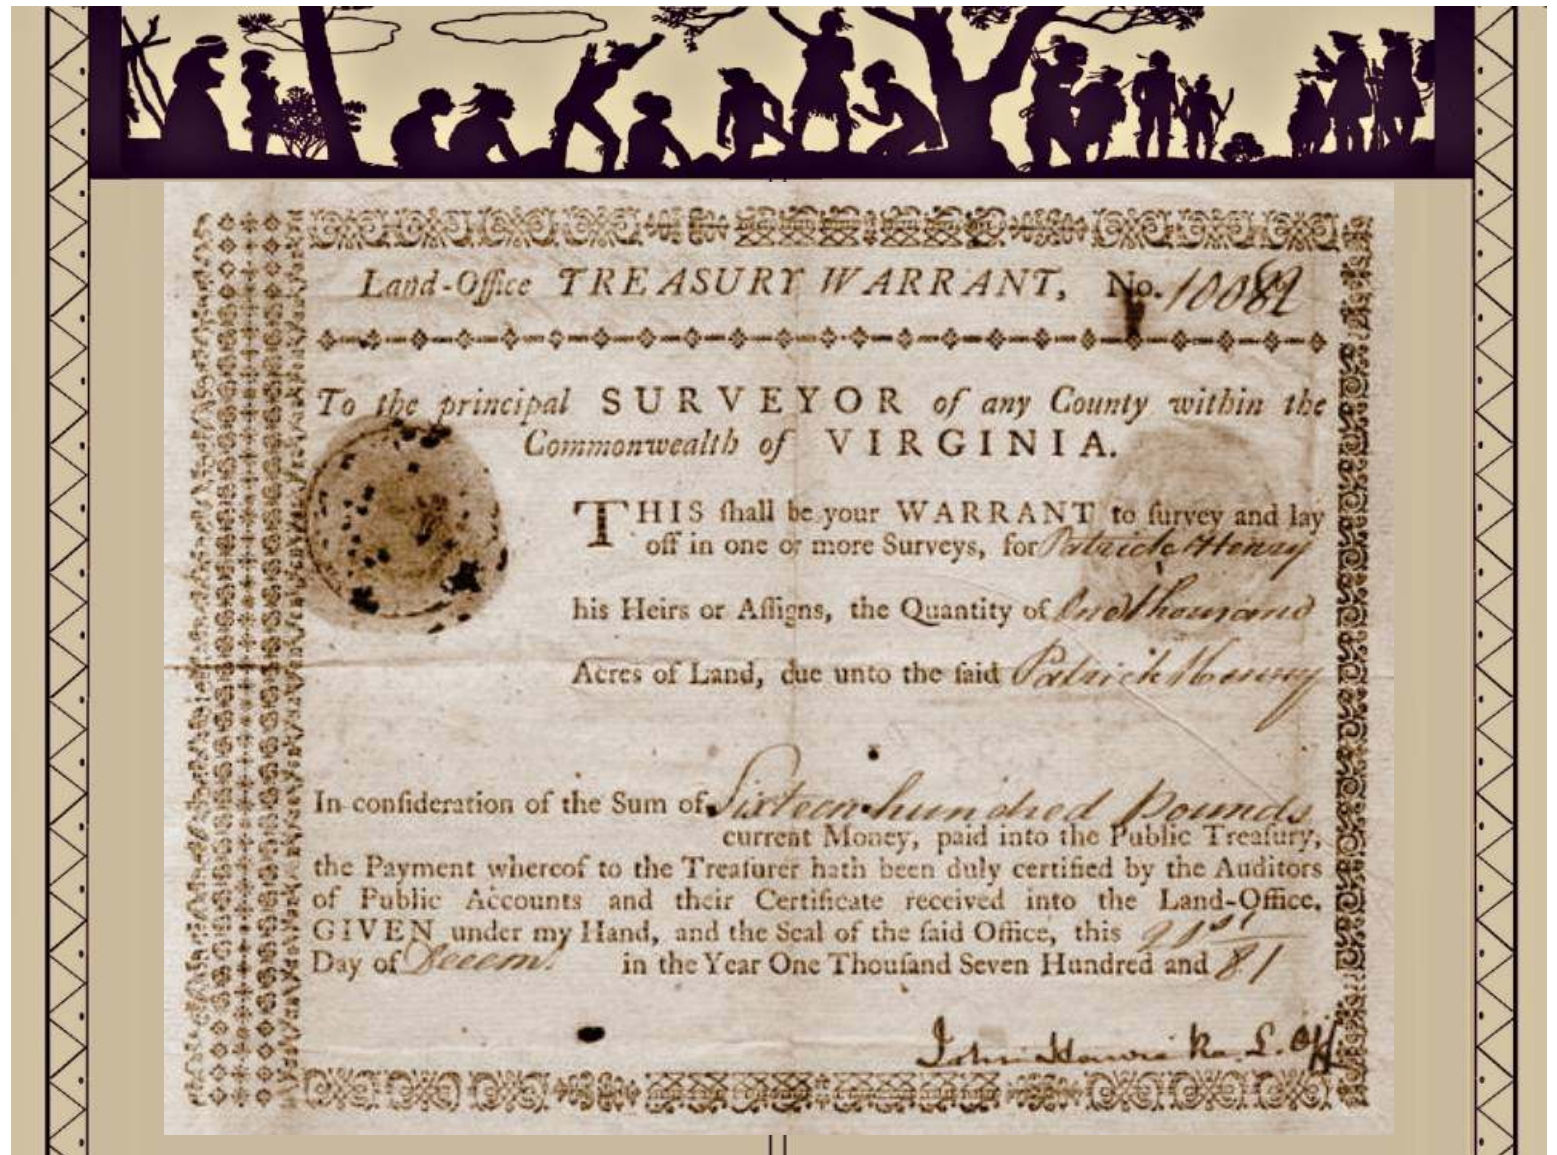 Land-Office TREASURY WARRANT, No. 10082
To the principal SURVEYOR of any County within the
Commonwealth of VIRGINIA.
THIS ſhall be your WARRANT to ſurvey and lay
off in one or more Surveys, for Patrick Henry
his Heirs or Aſſigns, the Quantity of One Thousand
Acres of Land, due unto the ſaid Patrick Henry
In conſideration of the Sum of Sixteen hundred Pounds
current Money, paid into the Public Treaſury,
the Payment whereof to the Treaſurer hath been duly certified by the Auditors
of Public Accounts and their Certificate received into the Land-Office.
GIVEN under my Hand, and the Seal of the ſaid Office, this 21st
Day of Decem. in the Year One Thouſand Seven Hundred and 81
John Harvie L. Off